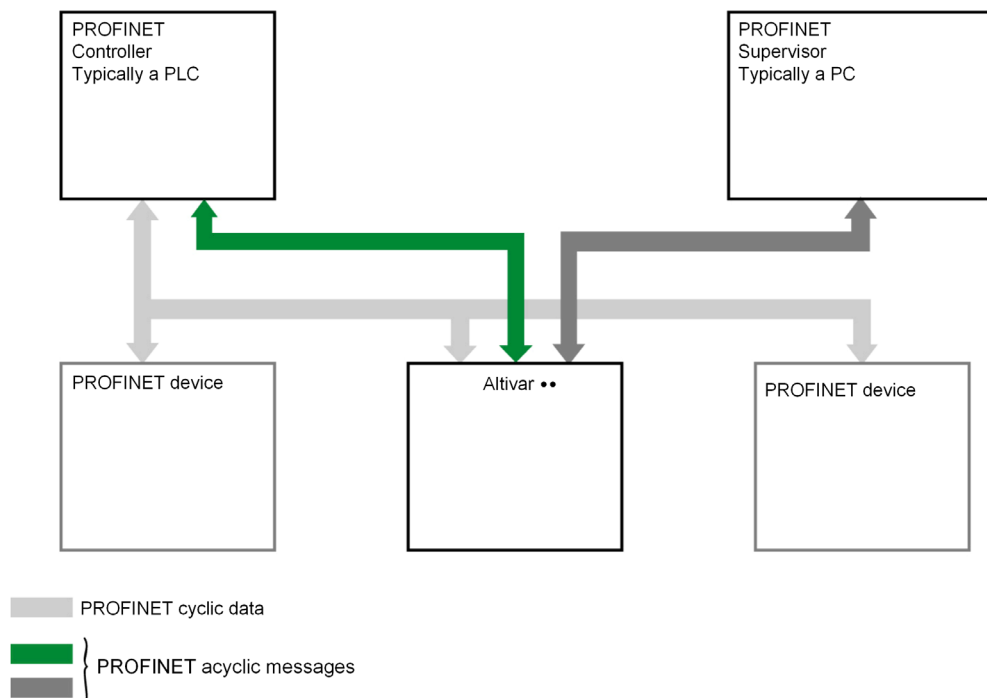 PROFINET
Controller
Typically a PLC
PROFINET
Supervisor
Typically a PC
PROFINET device
Altivar ••
PROFINET device
PROFINET cyclic data
PROFINET acyclic messages